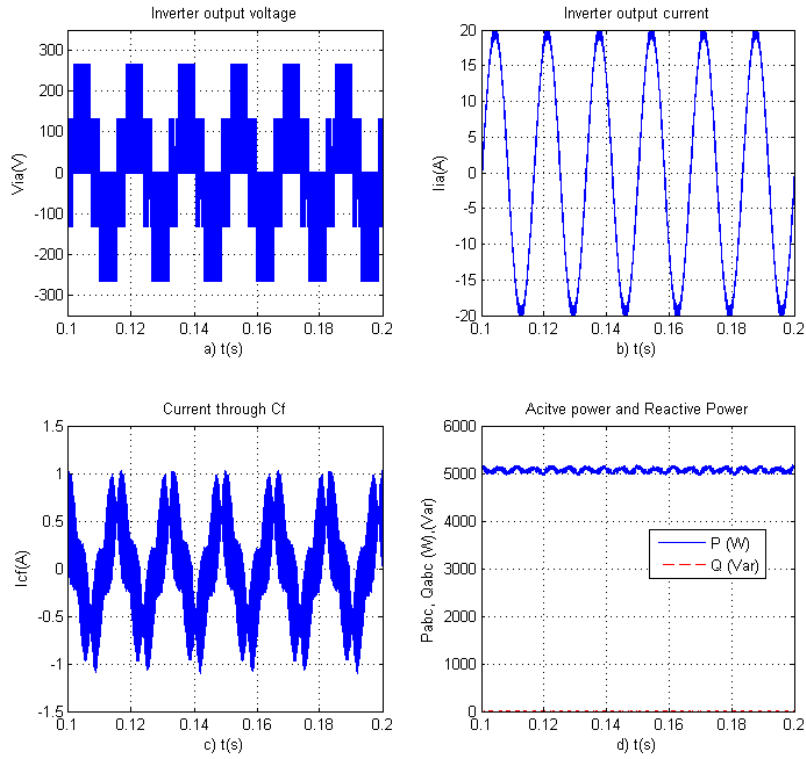 Inverter output voltage
300
200
100
0
-100
-200
-300
Via(V)
0.1 0.12 0.14 0.16 0.18 0.2
a) t(s)
Inverter output current
20
15
10
5
0
-5
-10
-15
-20
Iia(A)
0.1 0.12 0.14 0.16 0.18 0.2
b) t(s)
Current through Cf
1.5
1
0.5
0
-0.5
-1
-1.5
Icf(A)
0.1 0.12 0.14 0.16 0.18 0.2
c) t(s)
Acitve power and Reactive Power
6000
5000
4000
3000
2000
1000
0
Pabc, Qabc (W),(Var)
P (W)
Q (Var)
0.1 0.12 0.14 0.16 0.18 0.2
d) t(s)